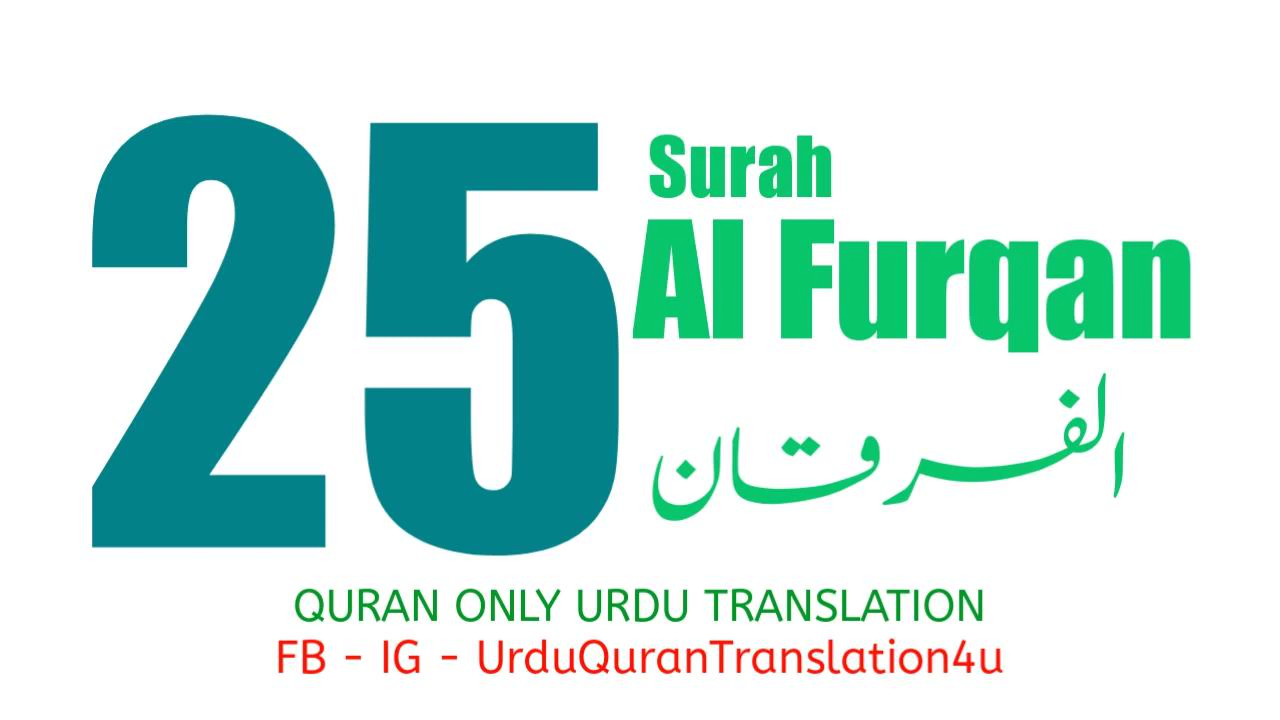 25
Surah
Al Furqan
الفرقان
QURAN ONLY URDU TRANSLATION
FB - IG - UrduQuranTranslation4u